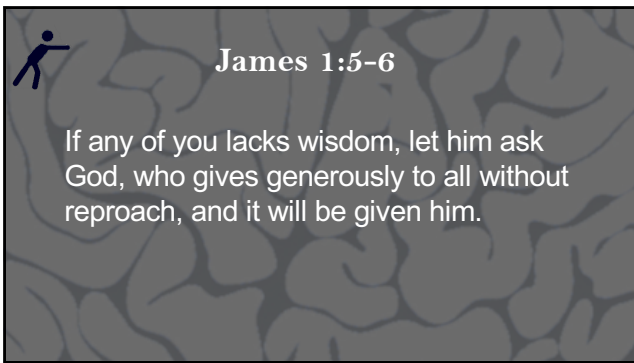 James 1:5-6
If any of you lacks wisdom, let him ask
God, who gives generously to all without
reproach, and it will be given him.